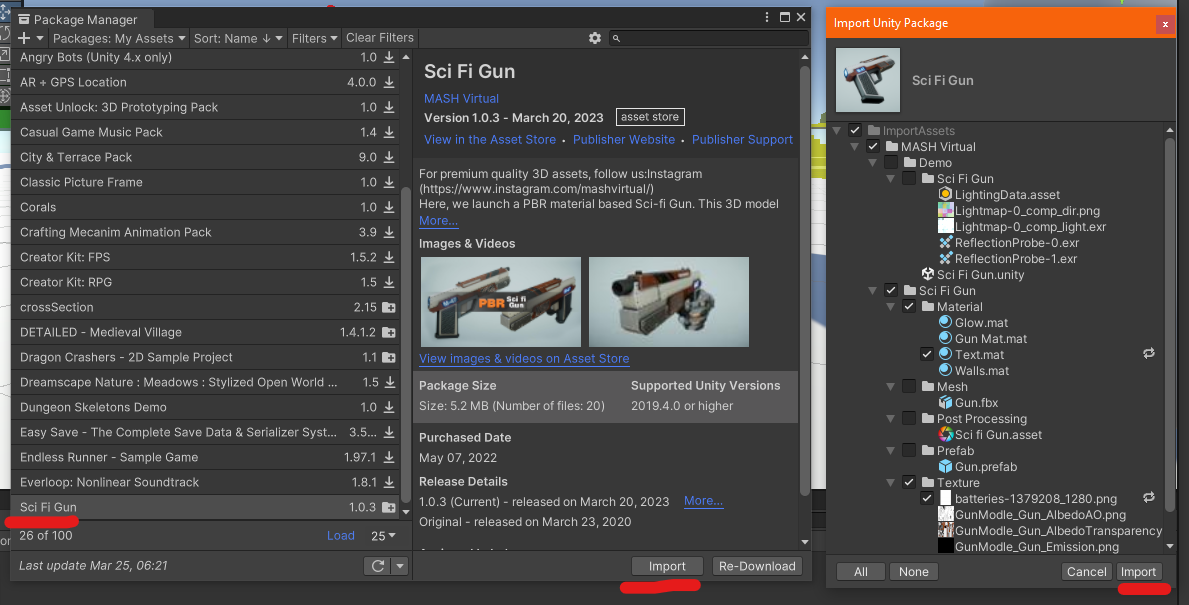 Package Manager
Packages: My Assets
Sort: Name ↓
Filters
Clear Filters
Angry Bots (Unity 4.x only) 1.0
AR + GPS Location 4.0.0
Asset Unlock: 3D Prototyping Pack 1.0
Casual Game Music Pack 1.4
City & Terrace Pack 9.0
Classic Picture Frame 1.0
Corals 1.0
Crafting Mecanim Animation Pack 3.9
Creator Kit: FPS 1.5.2
Creator Kit: RPG 1.5
crossSection 2.15
DETAILED - Medieval Village 1.4.1.2
Dragon Crashers - 2D Sample Project 1.1
Dreamscape Nature : Meadows : Stylized Open World ... 1.5
Dungeon Skeletons Demo 1.0
Easy Save - The Complete Save Data & Serializer Syst... 3.5...
Endless Runner - Sample Game 1.97.1
Everloop: Nonlinear Soundtrack 1.8.1
Sci Fi Gun 1.0.3
26 of 100 Load 25
Last update Mar 25, 06:21
Sci Fi Gun
MASH Virtual
Version 1.0.3 - March 20, 2023 asset store
View in the Asset Store • Publisher Website • Publisher Support
For premium quality 3D assets, follow us:Instagram
(https://www.instagram.com/mashvirtual/)
Here, we launch a PBR material based Sci-fi Gun. This 3D model
More...
Images & Videos
PBR Sci fi Gun
View images & videos on Asset Store
Package Size Supported Unity Versions
Size: 5.2 MB (Number of files: 20) 2019.4.0 or higher
Purchased Date
May 07, 2022
Release Details
1.0.3 (Current) - released on March 20, 2023 More...
Original - released on March 23, 2020
Import Re-Download
Import Unity Package
x
Sci Fi Gun
ImportAssets
MASH Virtual
Demo
Sci Fi Gun
LightingData.asset
Lightmap-0_comp_dir.png
Lightmap-0_comp_light.exr
ReflectionProbe-0.exr
ReflectionProbe-1.exr
Sci Fi Gun.unity
Sci Fi Gun
Material
Glow.mat
Gun Mat.mat
Text.mat
Walls.mat
Mesh
Gun.fbx
Post Processing
Sci fi Gun.asset
Prefab
Gun.prefab
Texture
batteries-1379208_1280.png
GunModle_Gun_AlbedoAO.png
GunModle_Gun_AlbedoTransparency
GunModle_Gun_Emission.png
All None Cancel Import